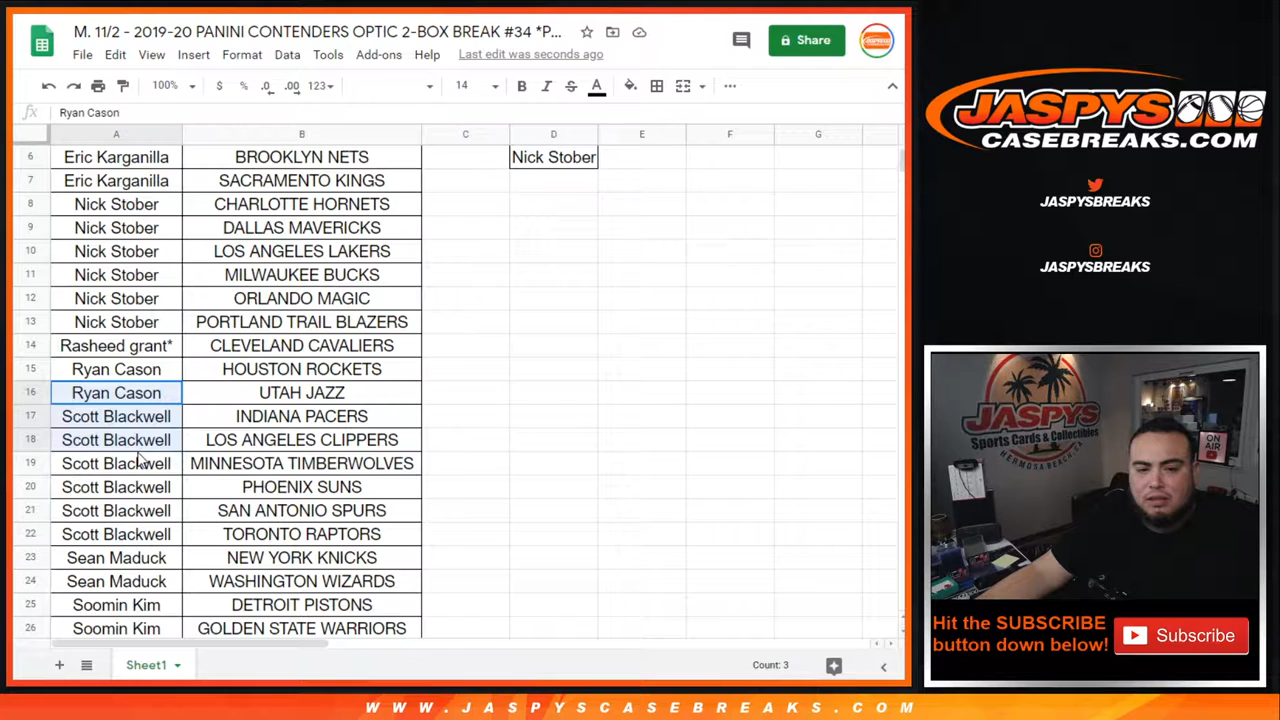 M. 11/2 - 2019-20 PANINI CONTENDERS OPTIC 2-BOX BREAK #34 *P...
File Edit View Insert Format Data Tools Add-ons Help Last edit was seconds ago
Share
100% $ % .0 .00 123 14 B I S A ...
fx Ryan Cason
A B C D E F G
6 Eric Karganilla BROOKLYN NETS Nick Stober
7 Eric Karganilla SACRAMENTO KINGS
8 Nick Stober CHARLOTTE HORNETS
9 Nick Stober DALLAS MAVERICKS
10 Nick Stober LOS ANGELES LAKERS
11 Nick Stober MILWAUKEE BUCKS
12 Nick Stober ORLANDO MAGIC
13 Nick Stober PORTLAND TRAIL BLAZERS
14 Rasheed grant* CLEVELAND CAVALIERS
15 Ryan Cason HOUSTON ROCKETS
16 Ryan Cason UTAH JAZZ
17 Scott Blackwell INDIANA PACERS
18 Scott Blackwell LOS ANGELES CLIPPERS
19 Scott Blackwell MINNESOTA TIMBERWOLVES
20 Scott Blackwell PHOENIX SUNS
21 Scott Blackwell SAN ANTONIO SPURS
22 Scott Blackwell TORONTO RAPTORS
23 Sean Maduck NEW YORK KNICKS
24 Sean Maduck WASHINGTON WIZARDS
25 Soomin Kim DETROIT PISTONS
26 Soomin Kim GOLDEN STATE WARRIORS
Sheet1
Count: 3
JASPYS
CASEBREAKS.COM
JASPYSBREAKS
JASPYSBREAKS
JASPYS
Sports Cards & Collectibles
HERMOSA BEACH, CA
ON AIR
Hit the SUBSCRIBE
button down below!
Subscribe
WWW.JASPYSCASEBREAKS.COM